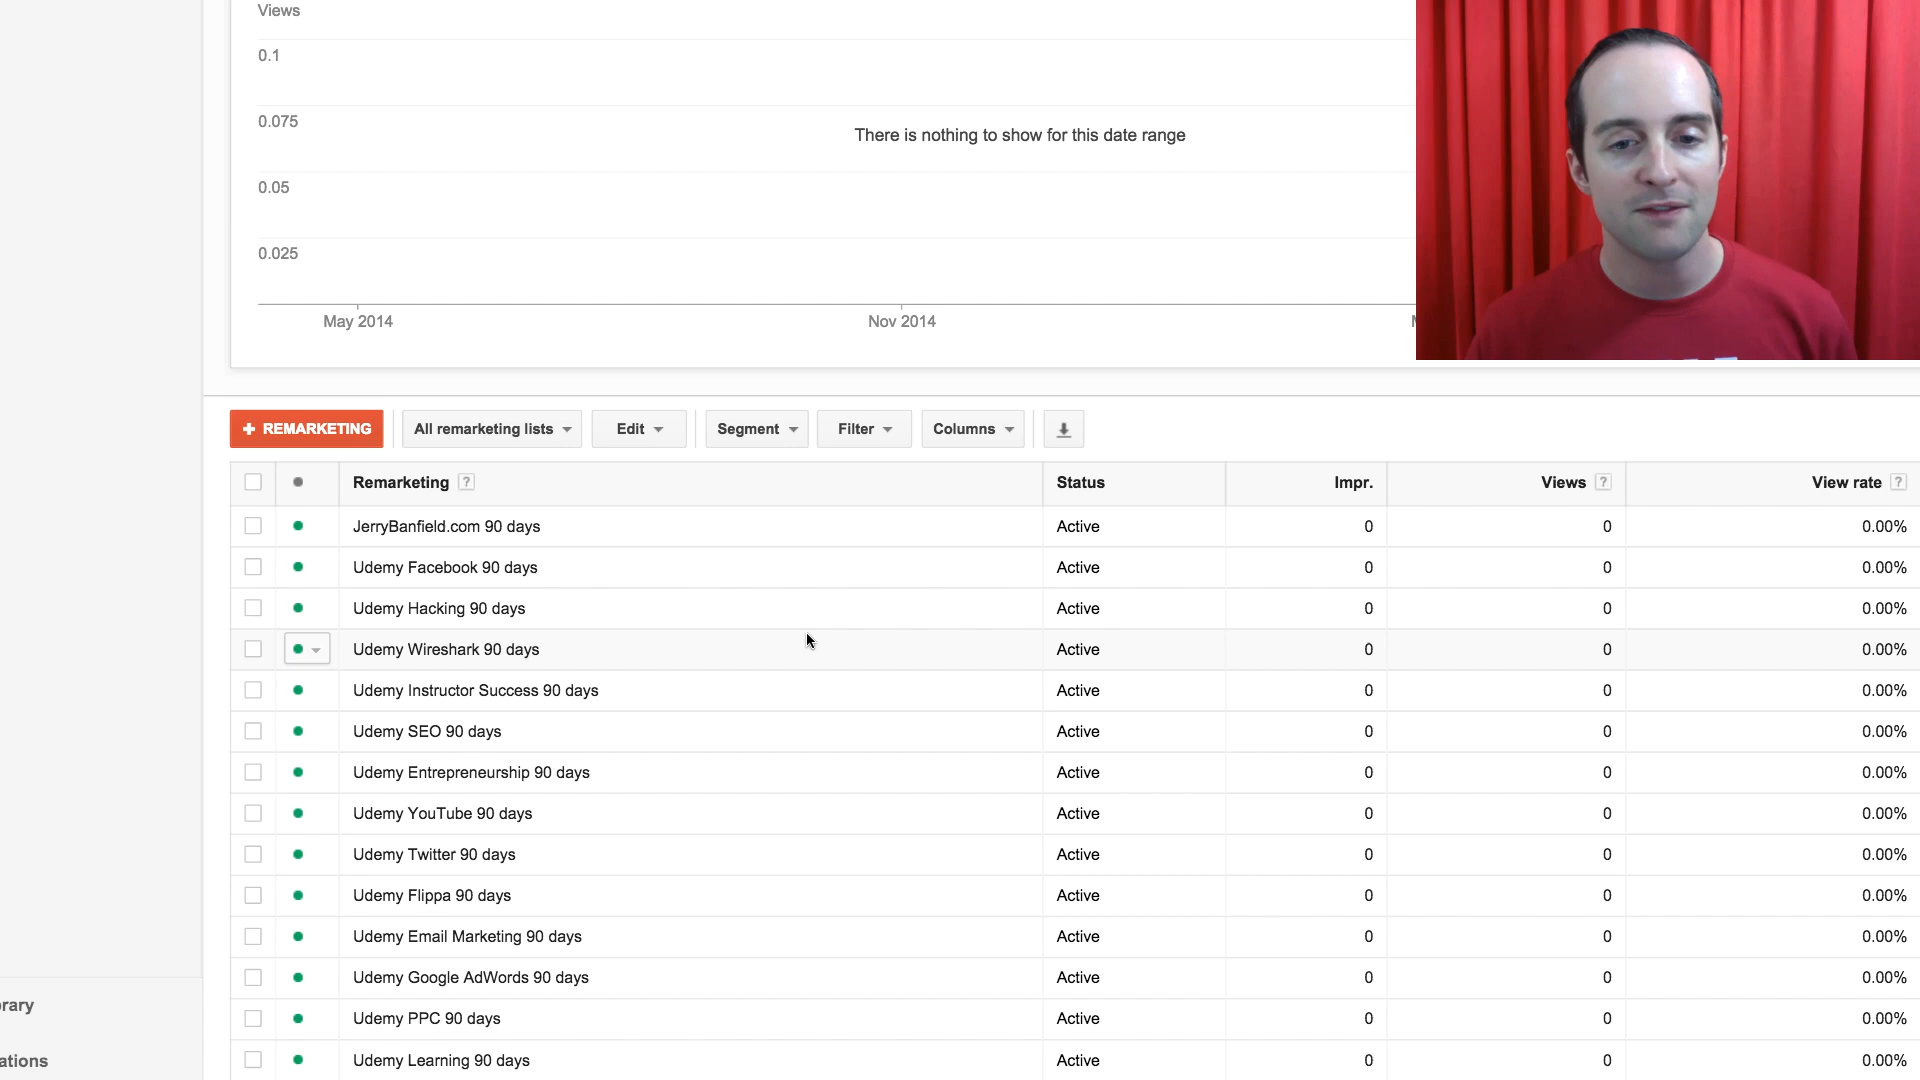 Views
0.1
0.075
There is nothing to show for this date range
0.05
0.025
May 2014 Nov 2014
+ REMARKETING All remarketing lists Edit Segment Filter Columns
Remarketing ? Status Impr. Views ? View rate ?
JerryBanfield.com 90 days Active 0 0 0.00%
Udemy Facebook 90 days Active 0 0 0.00%
Udemy Hacking 90 days Active 0 0 0.00%
Udemy Wireshark 90 days Active 0 0 0.00%
Udemy Instructor Success 90 days Active 0 0 0.00%
Udemy SEO 90 days Active 0 0 0.00%
Udemy Entrepreneurship 90 days Active 0 0 0.00%
Udemy YouTube 90 days Active 0 0 0.00%
Udemy Twitter 90 days Active 0 0 0.00%
Udemy Flippa 90 days Active 0 0 0.00%
Udemy Email Marketing 90 days Active 0 0 0.00%
Udemy Google AdWords 90 days Active 0 0 0.00%
rary
Udemy PPC 90 days Active 0 0 0.00%
ations
Udemy Learning 90 days Active 0 0 0.00%